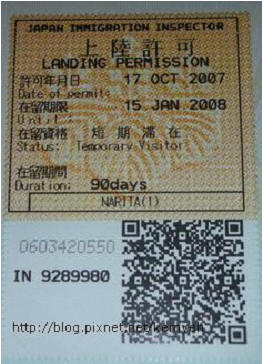 JAPAN IMMIGRATION INSPECTOR
上陸許可
LANDING PERMISSION
許可年月日 17 OCT 2007
Date of permit:
在留期限 15 JAN 2008
Until:
在留資格 短期滞在
Status: Temporary Visitor
在留期間
Duration: 90days
NARITA(1)
0603420550
IN 9289980
http://blog.pixnet.net/kemyeh